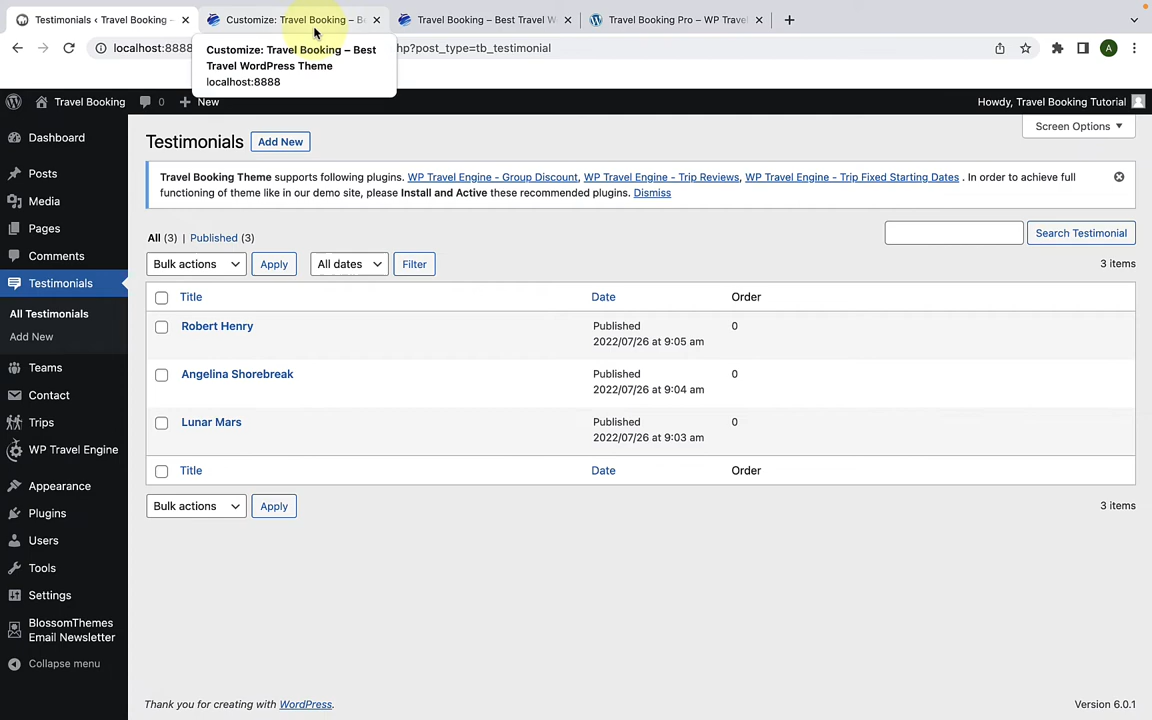 Testimonials ‹ Travel Booking –
Customize: Travel Booking – Be
Travel Booking – Best Travel W
Travel Booking Pro – WP Trave
localhost:8888
hp?post_type=tb_testimonial
A
Customize: Travel Booking – Best
Travel WordPress Theme
localhost:8888
Travel Booking
0
New
Howdy, Travel Booking Tutorial
Dashboard
Posts
Media
Pages
Comments
Testimonials
All Testimonials
Add New
Teams
Contact
Trips
WP Travel Engine
Appearance
Plugins
Users
Tools
Settings
BlossomThemes
Email Newsletter
Collapse menu
Screen Options
Testimonials
Add New
Travel Booking Theme supports following plugins. WP Travel Engine - Group Discount, WP Travel Engine - Trip Reviews, WP Travel Engine - Trip Fixed Starting Dates . In order to achieve full
functioning of theme like in our demo site, please Install and Active these recommended plugins. Dismiss
All (3) | Published (3)
Search Testimonial
Bulk actions
Apply
All dates
Filter
3 items
Title Date Order
Robert Henry Published 0
2022/07/26 at 9:05 am
Angelina Shorebreak Published 0
2022/07/26 at 9:04 am
Lunar Mars Published 0
2022/07/26 at 9:03 am
Title Date Order
Bulk actions
Apply
3 items
Thank you for creating with WordPress.
Version 6.0.1